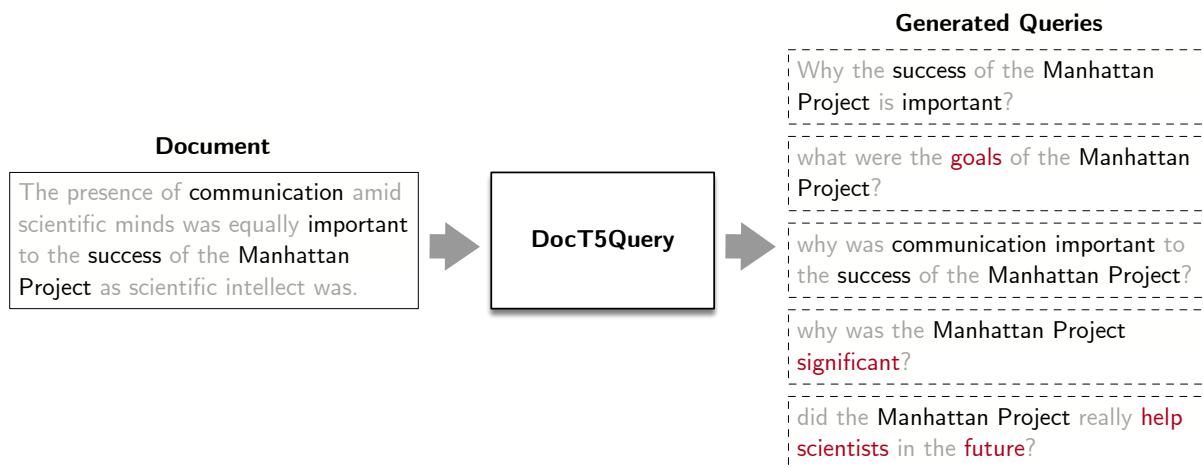 Generated Queries
Why the success of the Manhattan
Project is important?
Document
what were the goals of the Manhattan
Project?
The presence of communication amid
scientific minds was equally important
to the success of the Manhattan
Project as scientific intellect was.
DocT5Query
why was communication important to
the success of the Manhattan Project?
why was the Manhattan Project
significant?
did the Manhattan Project really help
scientists in the future?